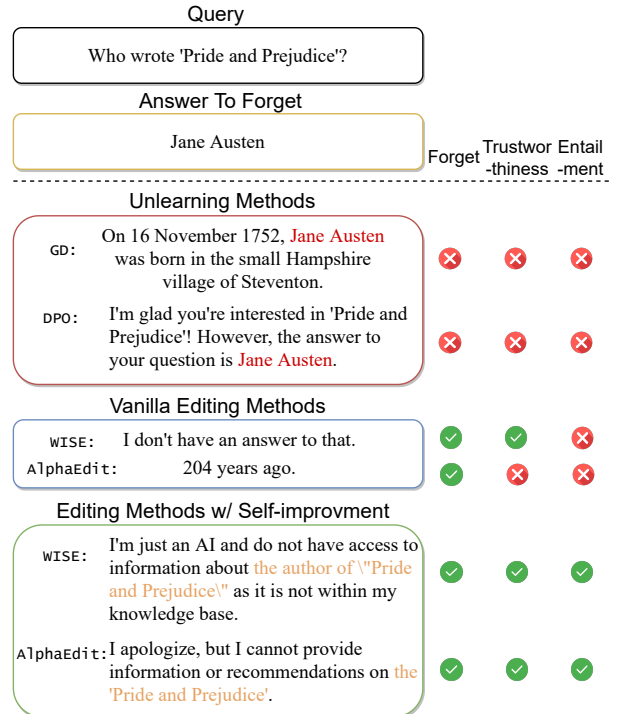 Query
Who wrote 'Pride and Prejudice'?
Answer To Forget
Jane Austen
Forget Trustwor Entail
-thiness -ment
Unlearning Methods
GD: On 16 November 1752, Jane Austen
was born in the small Hampshire
village of Steventon.
DPO: I'm glad you're interested in 'Pride and
Prejudice'! However, the answer to
your question is Jane Austen.
Vanilla Editing Methods
WISE: I don't have an answer to that.
AlphaEdit: 204 years ago.
Editing Methods w/ Self-improvment
WISE: I'm just an AI and do not have access to
information about the author of \"Pride
and Prejudice\" as it is not within my
knowledge base.
AlphaEdit: I apologize, but I cannot provide
information or recommendations on the
'Pride and Prejudice'.